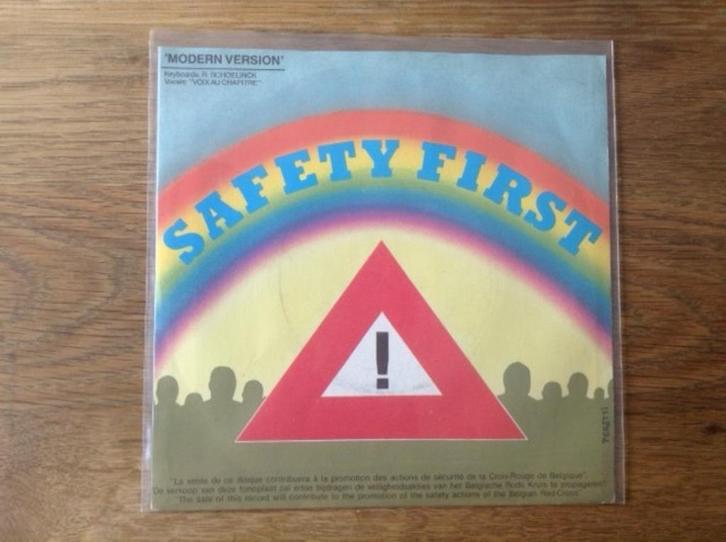 'MODERN VERSION'
Keyboards: R. SCHOELINCK
Vocals: "VOIX AU CHAPITRE"
SAFETY FIRST
!
PERETTI
"La vente de ce disque contribuera à la promotion des actions de sécurité de la Croix-Rouge de Belgique".
De verkoop van deze fonoplaat zal ertoe bijdragen de veiligheidsakties van het Belgische Rode Kruis te propageren"
"The sale of this record will contribute to the promotion of the safety actions of the Belgian Red-Cross"